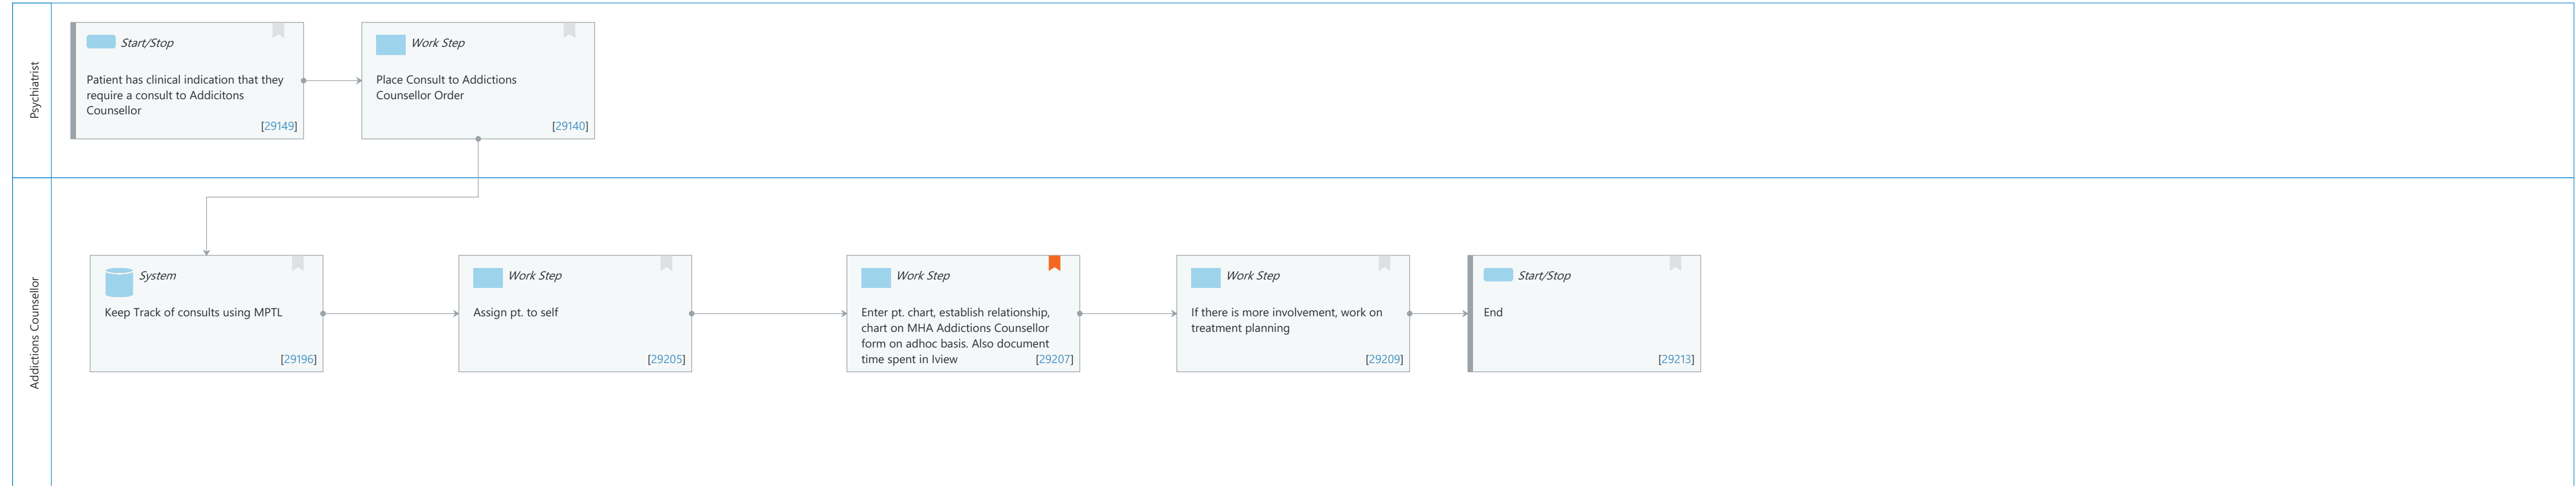 Psychiatrist
Start/Stop
Patient has clinical indication that they
require a consult to Addicitons
Counsellor
[29149]
Work Step
Place Consult to Addictions
Counsellor Order
[29140]
Addictions Counsellor
System
Keep Track of consults using MPTL
[29196]
Work Step
Assign pt. to self
[29205]
Work Step
Enter pt. chart, establish relationship,
chart on MHA Addictions Counsellor
form on adhoc basis. Also document
time spent in Iview
[29207]
Work Step
If there is more involvement, work on
treatment planning
[29209]
Start/Stop
End
[29213]